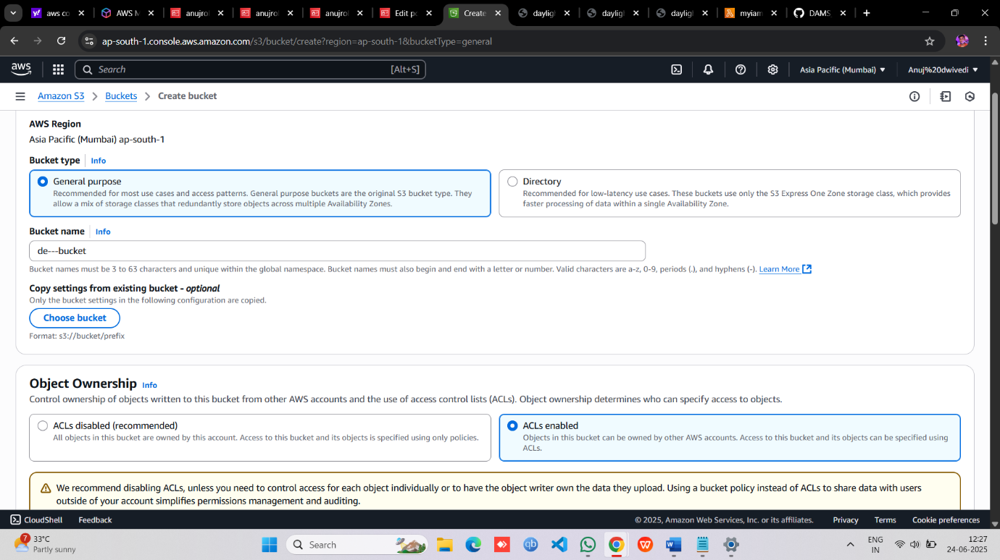 aws co
AWS M
anujrol
anujrol
anujrol
Edit po
Create
dayligl
dayligl
dayligl
myiam
DAMS
ap-south-1.console.aws.amazon.com/s3/bucket/create?region=ap-south-1&bucketType=general
aws
Search [Alt+S]
Asia Pacific (Mumbai)
Anuj%20dwivedi
Amazon S3 > Buckets > Create bucket
AWS Region
Asia Pacific (Mumbai) ap-south-1
Bucket type Info
General purpose
Recommended for most use cases and access patterns. General purpose buckets are the original S3 bucket type. They
allow a mix of storage classes that redundantly store objects across multiple Availability Zones.
Directory
Recommended for low-latency use cases. These buckets use only the S3 Express One Zone storage class, which provides
faster processing of data within a single Availability Zone.
Bucket name Info
de---bucket
Bucket names must be 3 to 63 characters and unique within the global namespace. Bucket names must also begin and end with a letter or number. Valid characters are a-z, 0-9, periods (.), and hyphens (-). Learn More
Copy settings from existing bucket - optional
Only the bucket settings in the following configuration are copied.
Choose bucket
Format: s3://bucket/prefix
Object Ownership Info
Control ownership of objects written to this bucket from other AWS accounts and the use of access control lists (ACLs). Object ownership determines who can specify access to objects.
ACLs disabled (recommended)
All objects in this bucket are owned by this account. Access to this bucket and its objects is specified using only policies.
ACLs enabled
Objects in this bucket can be owned by other AWS accounts. Access to this bucket and its objects can be specified using
ACLs.
We recommend disabling ACLs, unless you need to control access for each object individually or to have the object writer own the data they upload. Using a bucket policy instead of ACLs to share data with users
outside of your account simplifies permissions management and auditing.
CloudShell Feedback © 2025, Amazon Web Services, Inc. or its affiliates. Privacy Terms Cookie preferences
7
33°C
Partly sunny
Search
qb
W
W
ENG
IN
12:27
24-06-2025